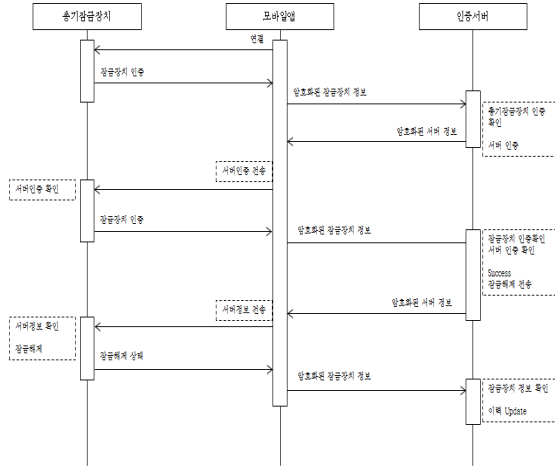 총기잠금장치
모바일앱
인증서버
연결
잠금장치 인증
암호화된 잠금장치 정보
총기잠금장치 인증
확인
서버 인증
암호화된 서버 정보
서버인증 전송
서버인증 확인
잠금장치 인증
암호화된 잠금장치 정보
잠금장치 인증확인
서버 인증 확인
Success
잠금해제 전송
암호화된 서버 정보
서버정보 전송
서버정보 확인
잠금해제
잠금해제 상태
암호화된 잠금장치 정보
잠금장치 정보 확인
이력 Update